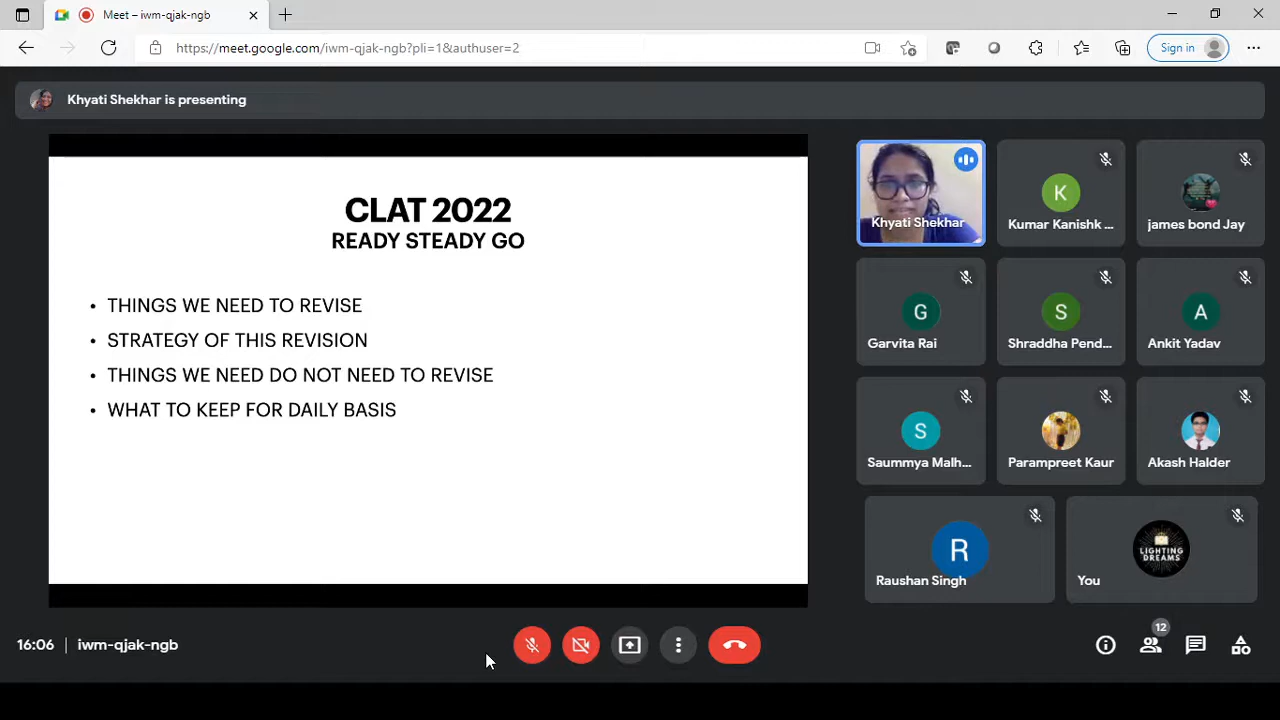 Meet – iwm-qjak-ngb
https://meet.google.com/iwm-qjak-ngb?pli=1&authuser=2
Sign in
Khyati Shekhar is presenting
CLAT 2022
READY STEADY GO
• THINGS WE NEED TO REVISE
• STRATEGY OF THIS REVISION
• THINGS WE NEED DO NOT NEED TO REVISE
• WHAT TO KEEP FOR DAILY BASIS
Khyati Shekhar
K
Kumar Kanishk ...
james bond Jay
G
Garvita Rai
S
Shraddha Pend...
A
Ankit Yadav
S
Saummya Malh...
Parampreet Kaur
Akash Halder
R
Raushan Singh
LIGHTING
DREAMS
You
16:06 | iwm-qjak-ngb
12